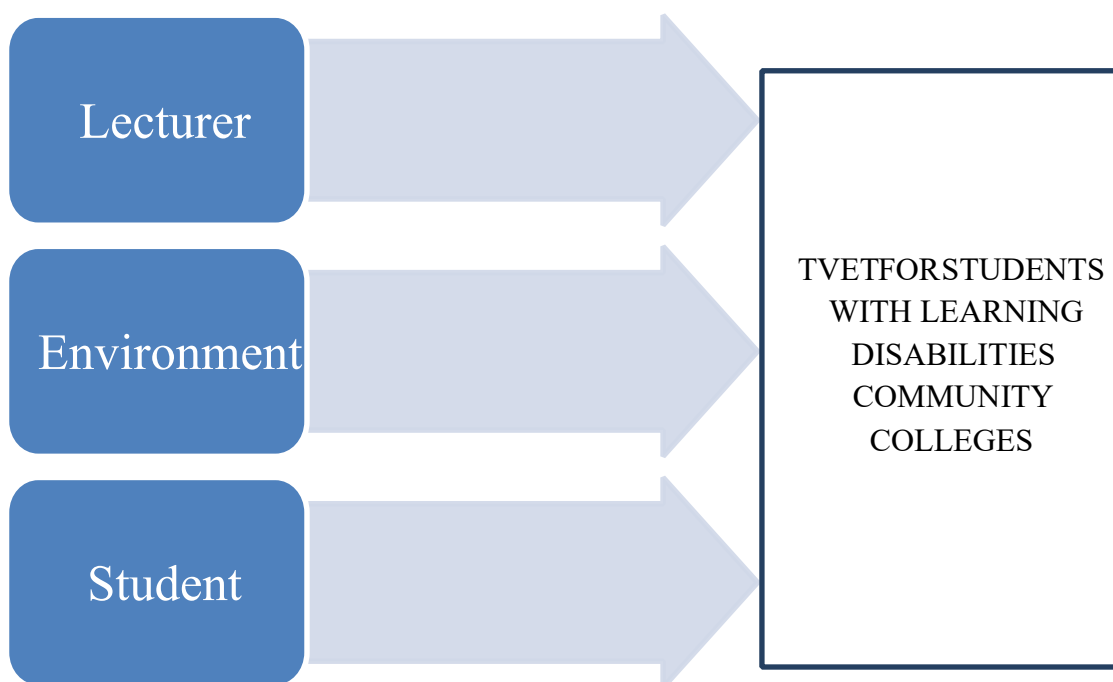 Lecturer
Environment
Student
TVETFORSTUDENTS
WITH LEARNING
DISABILITIES
COMMUNITY
COLLEGES